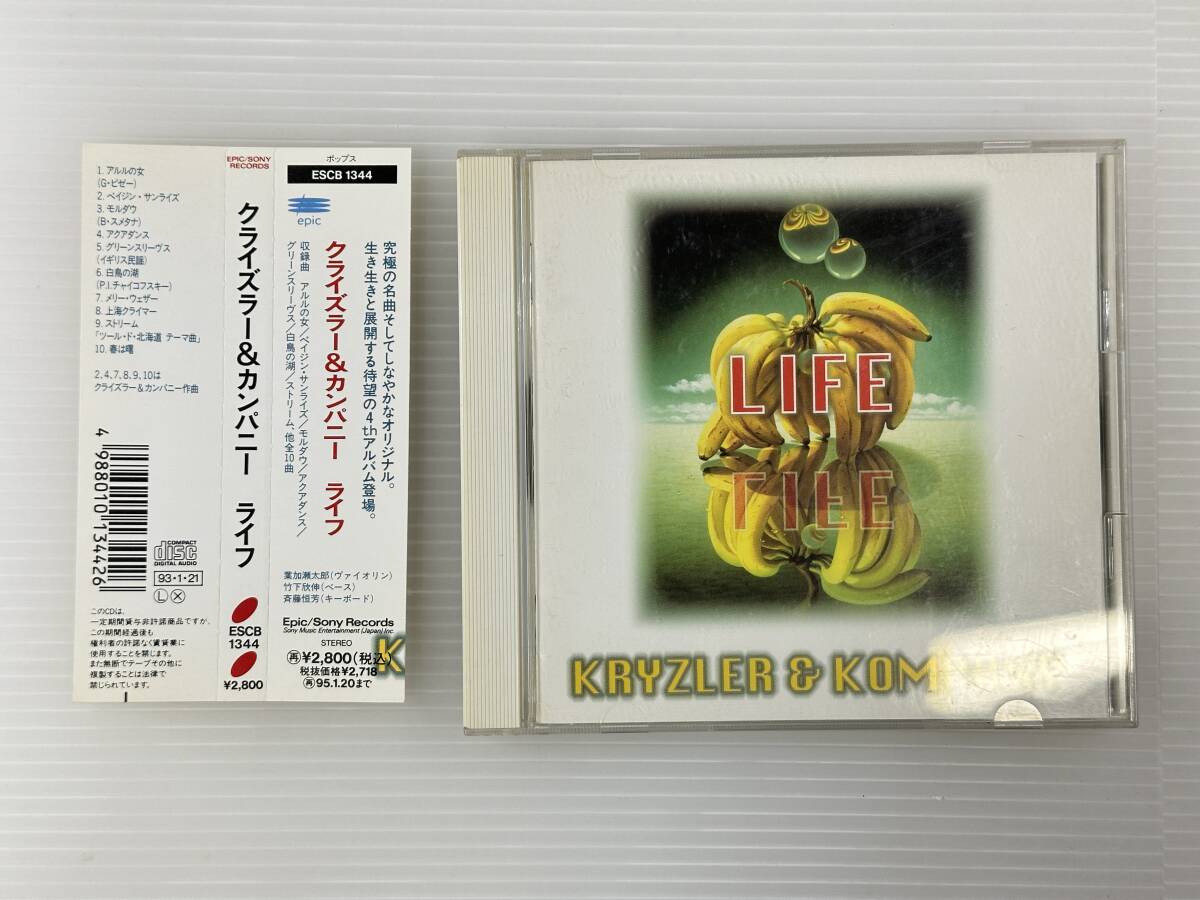 1. アルルの女
(G・ビゼー)
2. ベイジン・サンライズ
3. モルダウ
(B・スメタナ)
4. アクアダンス
5. グリーンスリーヴス
(イギリス民謡)
6. 白鳥の湖
(P.I.チャイコフスキー)
7. メリー・ウェザー
8. 上海クライマー
9. ストリーム
「ツール・ド・北海道 テーマ曲」
10. 春は曙
2,4,7,8,9,10は
クライズラー&カンパニー作曲
4 988010 134426
COMPACT
disc
DIGITAL AUDIO
93・1・21
L X
このCDは、
一定期間貸与非許諾商品ですが、
この期間経過後も
権利者の許諾なく賃貸業に
使用することを禁じます。
また無断でテープその他に
複製することは法律で
禁じられています。
EPIC/SONY
RECORDS
クライズラー&カンパニー ライフ
ESCB
1344
¥2,800
ポップス
ESCB 1344
epic
究極の名曲そしてしなやかなオリジナル。
生き生きと展開する待望の4thアルバム登場。
クライズラー&カンパニー ライフ
収録曲 アルルの女/ベイジン・サンライズ/モルダウ/アクアダンス/
グリーンスリーヴス/白鳥の湖/ストリーム、他全10曲
葉加瀬太郎(ヴァイオリン)
竹下欣伸(ベース)
斉藤恒芳(キーボード)
Epic/Sony Records
Sony Music Entertainment (Japan) Inc.
STEREO
再¥2,800(税込)
税抜価格¥2,718
再95.1.20まで
K
LIFE
LIFE
KRYZLER & KOM